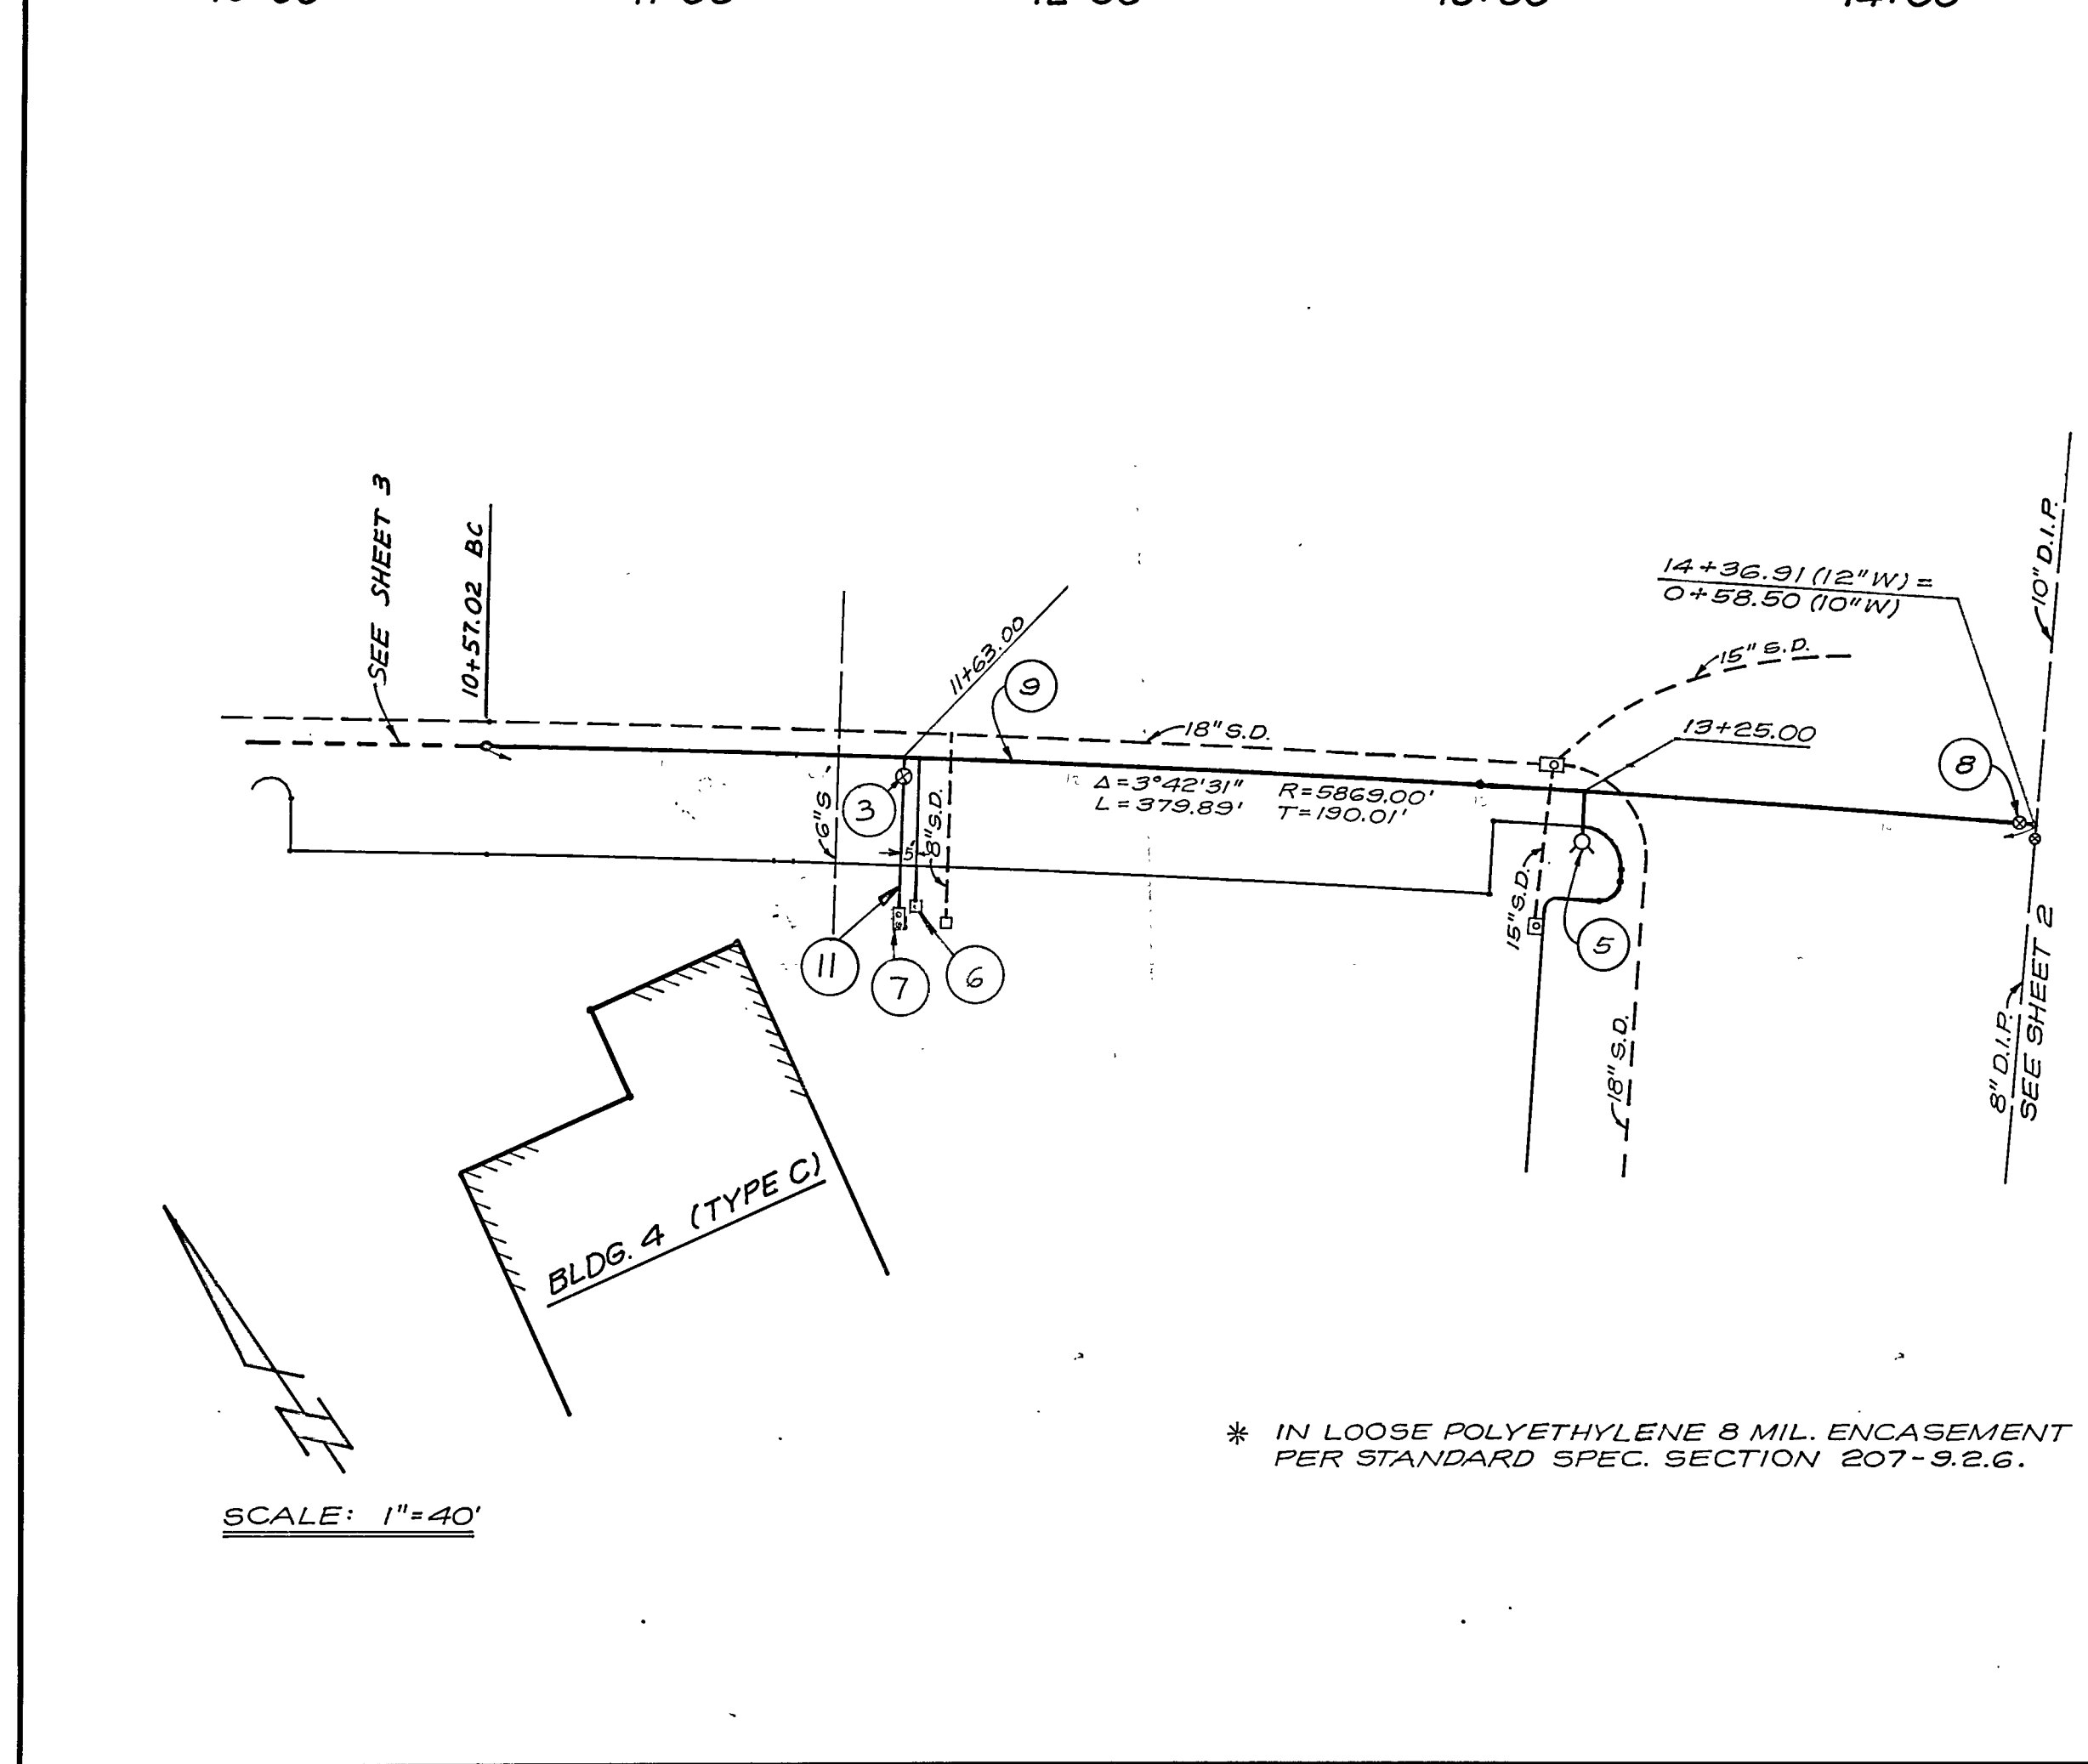 SEE SHEET 3
10+57.02 BC
11+63.00
9
18" S.D.
14+36.91 (12" W) =
0+58.50 (10" W)
10" D.I.P.
15" S.D.
13+25.00
8
3
6" S.
8" S.D.
5'
Δ=3°42'31" R=5869.00'
L=379.89' T=190.01'
15" S.D.
5
11
7
6
18" S.D.
8" D.I.P.
SEE SHEET 2
BLDG. 4 (TYPE C)
N
* IN LOOSE POLYETHYLENE 8 MIL. ENCASEMENT
PER STANDARD SPEC. SECTION 207-9.2.6.
SCALE: 1"=40'